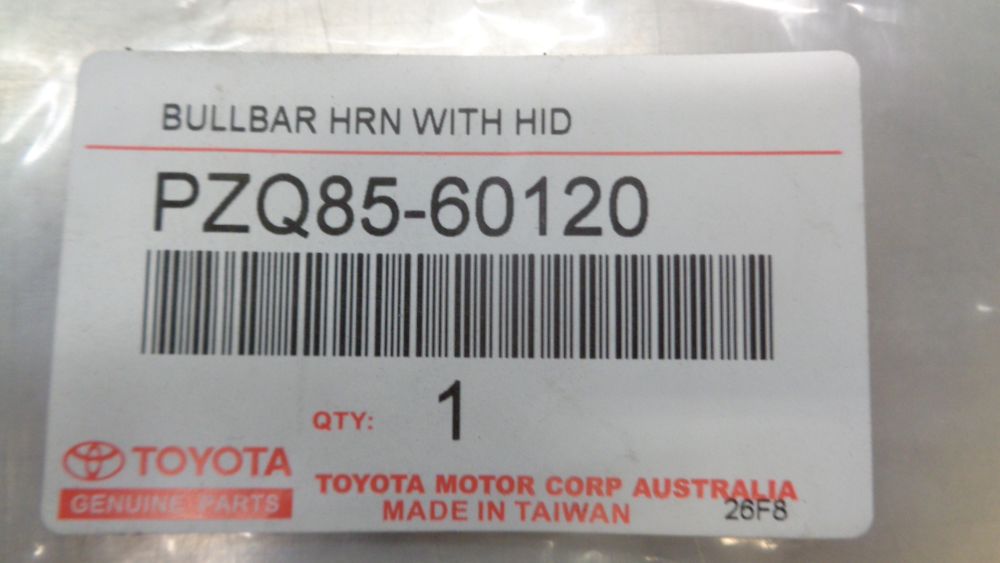 BULLBAR HRN WITH HID
PZQ85-60120
QTY: 1
TOYOTA
GENUINE PARTS
TOYOTA MOTOR CORP AUSTRALIA
MADE IN TAIWAN
26F8